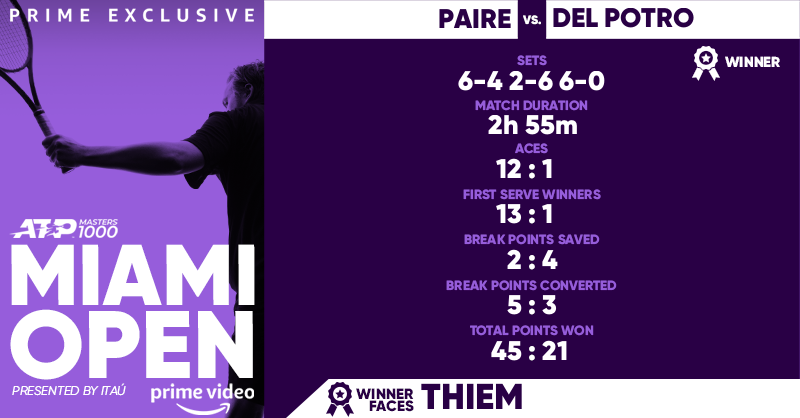 PRIME EXCLUSIVE
ATP MASTERS 1000
MIAMI
OPEN
PRESENTED BY ITAÚ
prime video
PAIRE vs. DEL POTRO
WINNER
SETS
6-4 2-6 6-0
MATCH DURATION
2h 55m
ACES
12 : 1
FIRST SERVE WINNERS
13 : 1
BREAK POINTS SAVED
2 : 4
BREAK POINTS CONVERTED
5 : 3
TOTAL POINTS WON
45 : 21
WINNER FACES THIEM